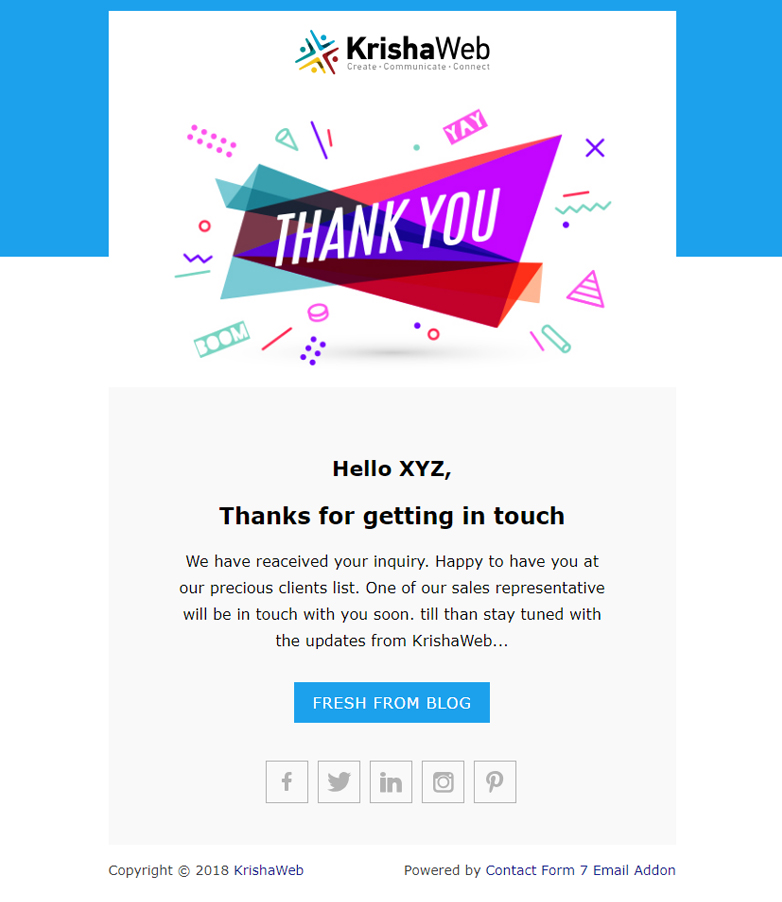 KrishaWeb
Create • Communicate • Connect
YAY
THANK YOU
BOOM
Hello XYZ,
Thanks for getting in touch
We have reaceived your inquiry. Happy to have you at
our precious clients list. One of our sales representative
will be in touch with you soon. till than stay tuned with
the updates from KrishaWeb...
FRESH FROM BLOG
Copyright © 2018 KrishaWeb
Powered by Contact Form 7 Email Addon